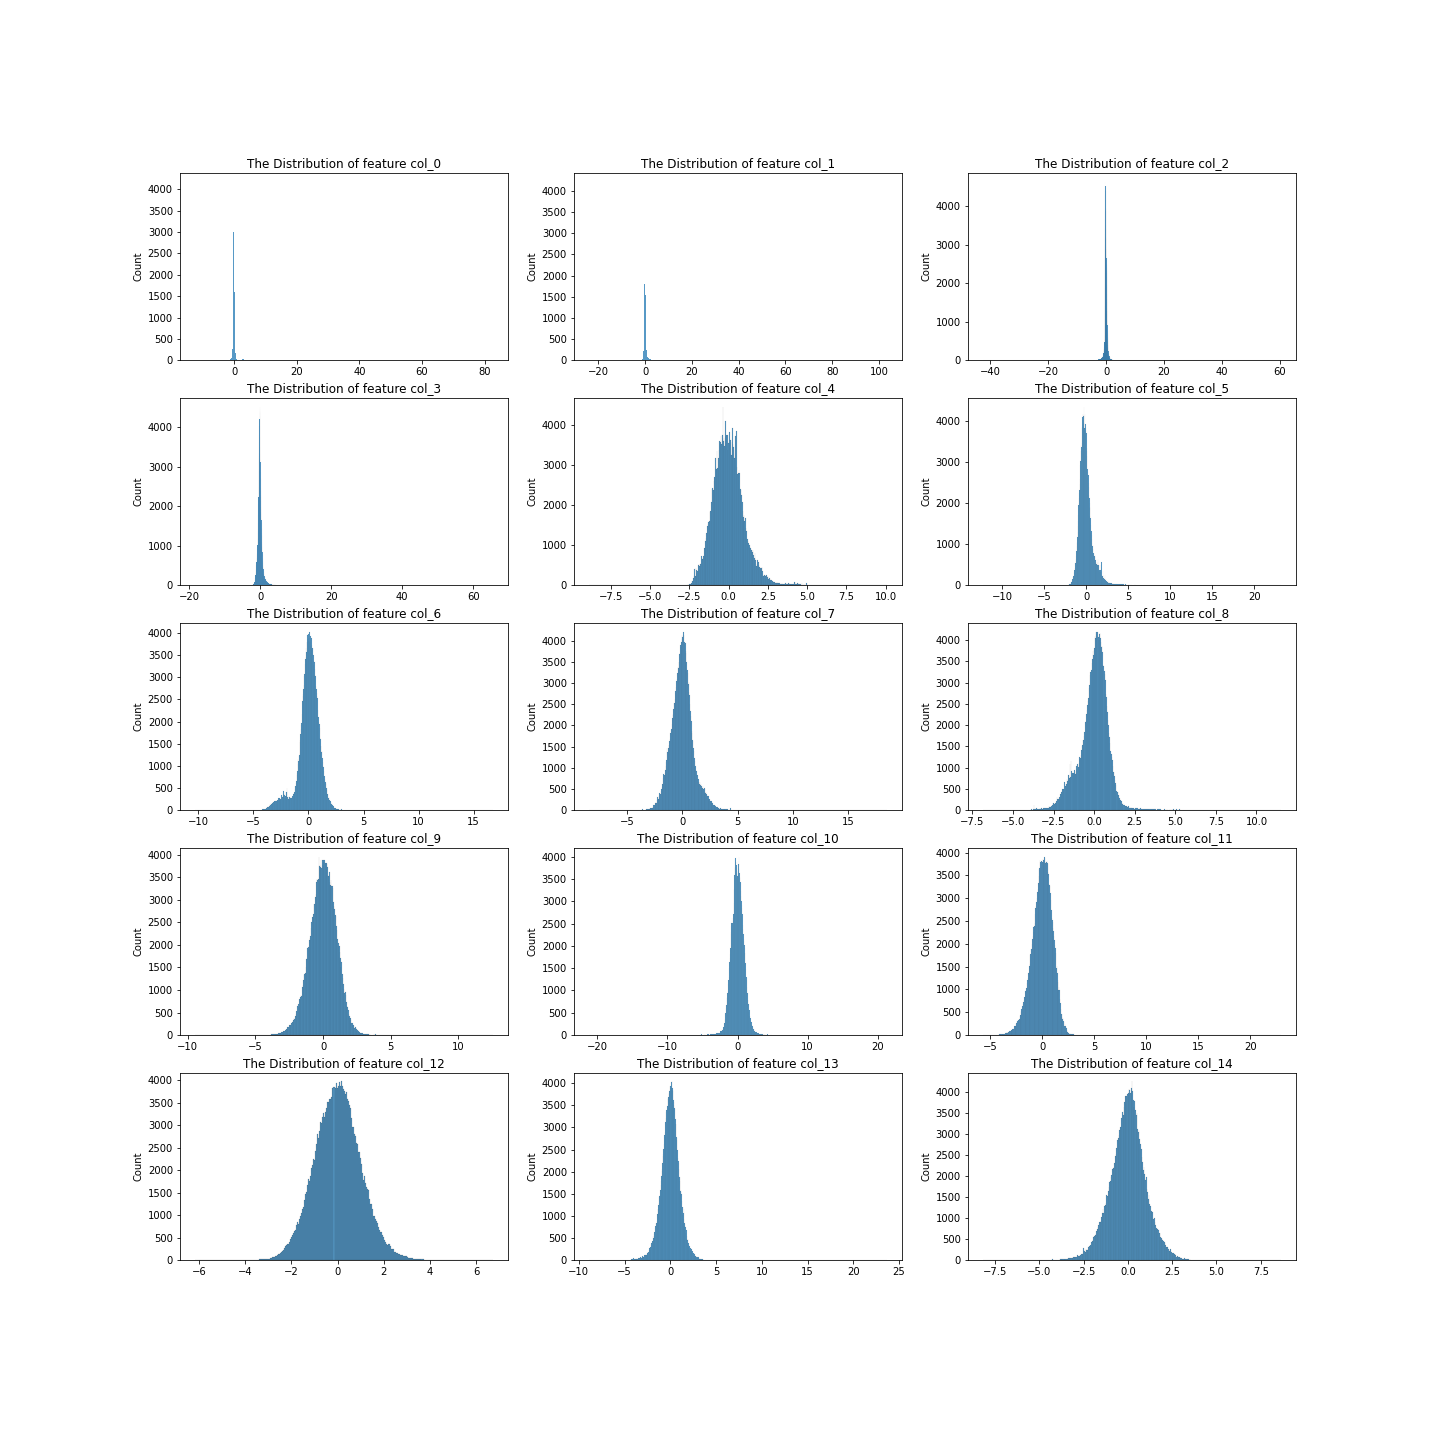 The Distribution of feature col_0
Count
4000
3500
3000
2500
2000
1500
1000
500
0
0 20 40 60 80
The Distribution of feature col_1
Count
4000
3500
3000
2500
2000
1500
1000
500
0
−20 0 20 40 60 80 100
The Distribution of feature col_2
Count
4000
3000
2000
1000
0
−40 −20 0 20 40 60
The Distribution of feature col_3
Count
4000
3000
2000
1000
0
−20 0 20 40 60
The Distribution of feature col_4
Count
4000
3000
2000
1000
0
−7.5 −5.0 −2.5 0.0 2.5 5.0 7.5 10.0
The Distribution of feature col_5
Count
4000
3000
2000
1000
0
−10 −5 0 5 10 15 20
The Distribution of feature col_6
Count
4000
3500
3000
2500
2000
1500
1000
500
0
−10 −5 0 5 10 15
The Distribution of feature col_7
Count
4000
3500
3000
2500
2000
1500
1000
500
0
−5 0 5 10 15
The Distribution of feature col_8
Count
4000
3500
3000
2500
2000
1500
1000
500
0
−7.5 −5.0 −2.5 0.0 2.5 5.0 7.5 10.0
The Distribution of feature col_9
Count
4000
3500
3000
2500
2000
1500
1000
500
0
−10 −5 0 5 10
The Distribution of feature col_10
Count
4000
3500
3000
2500
2000
1500
1000
500
0
−20 −10 0 10 20
The Distribution of feature col_11
Count
4000
3500
3000
2500
2000
1500
1000
500
0
−5 0 5 10 15 20
The Distribution of feature col_12
Count
4000
3500
3000
2500
2000
1500
1000
500
0
−6 −4 −2 0 2 4 6
The Distribution of feature col_13
Count
4000
3500
3000
2500
2000
1500
1000
500
0
−10 −5 0 5 10 15 20 25
The Distribution of feature col_14
Count
4000
3500
3000
2500
2000
1500
1000
500
0
−7.5 −5.0 −2.5 0.0 2.5 5.0 7.5